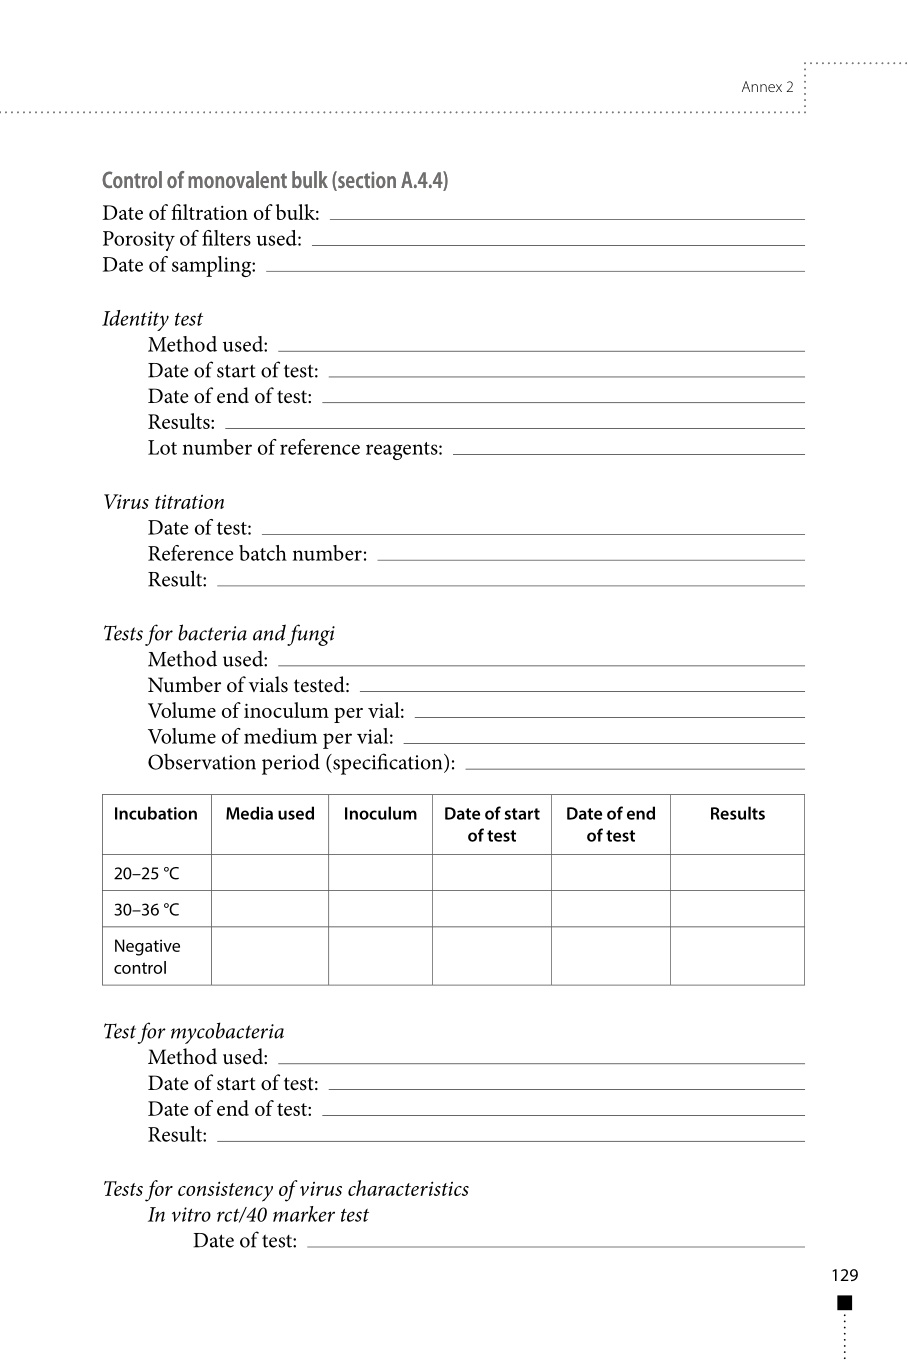 Annex 2
Control of monovalent bulk (section A.4.4)
Date of filtration of bulk:
Porosity of filters used:
Date of sampling:
Identity test
Method used:
Date of start of test:
Date of end of test:
Results:
Lot number of reference reagents:
Virus titration
Date of test:
Reference batch number:
Result:
Tests for bacteria and fungi
Method used:
Number of vials tested:
Volume of inoculum per vial:
Volume of medium per vial:
Observation period (specification):
Incubation Media used Inoculum Date of start Date of end Results
of test of test
20–25 °C
30–36 °C
Negative
control
Test for mycobacteria
Method used:
Date of start of test:
Date of end of test:
Result:
Tests for consistency of virus characteristics
In vitro rct/40 marker test
Date of test:
129